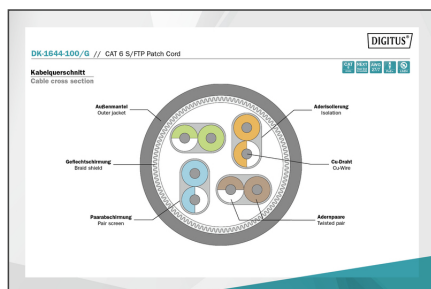 DIGITUS®
DK-1644-100/G // CAT 6 S/FTP Patch Cord
Kabelquerschnitt
Cable cross section
Außenmantel
Outer jacket
Aderisolierung
Isolation
Geflechtschirmung
Braid shield
Cu-Draht
Cu-Wire
Paarabschirmung
Pair screen
Adernpaare
Twisted pair